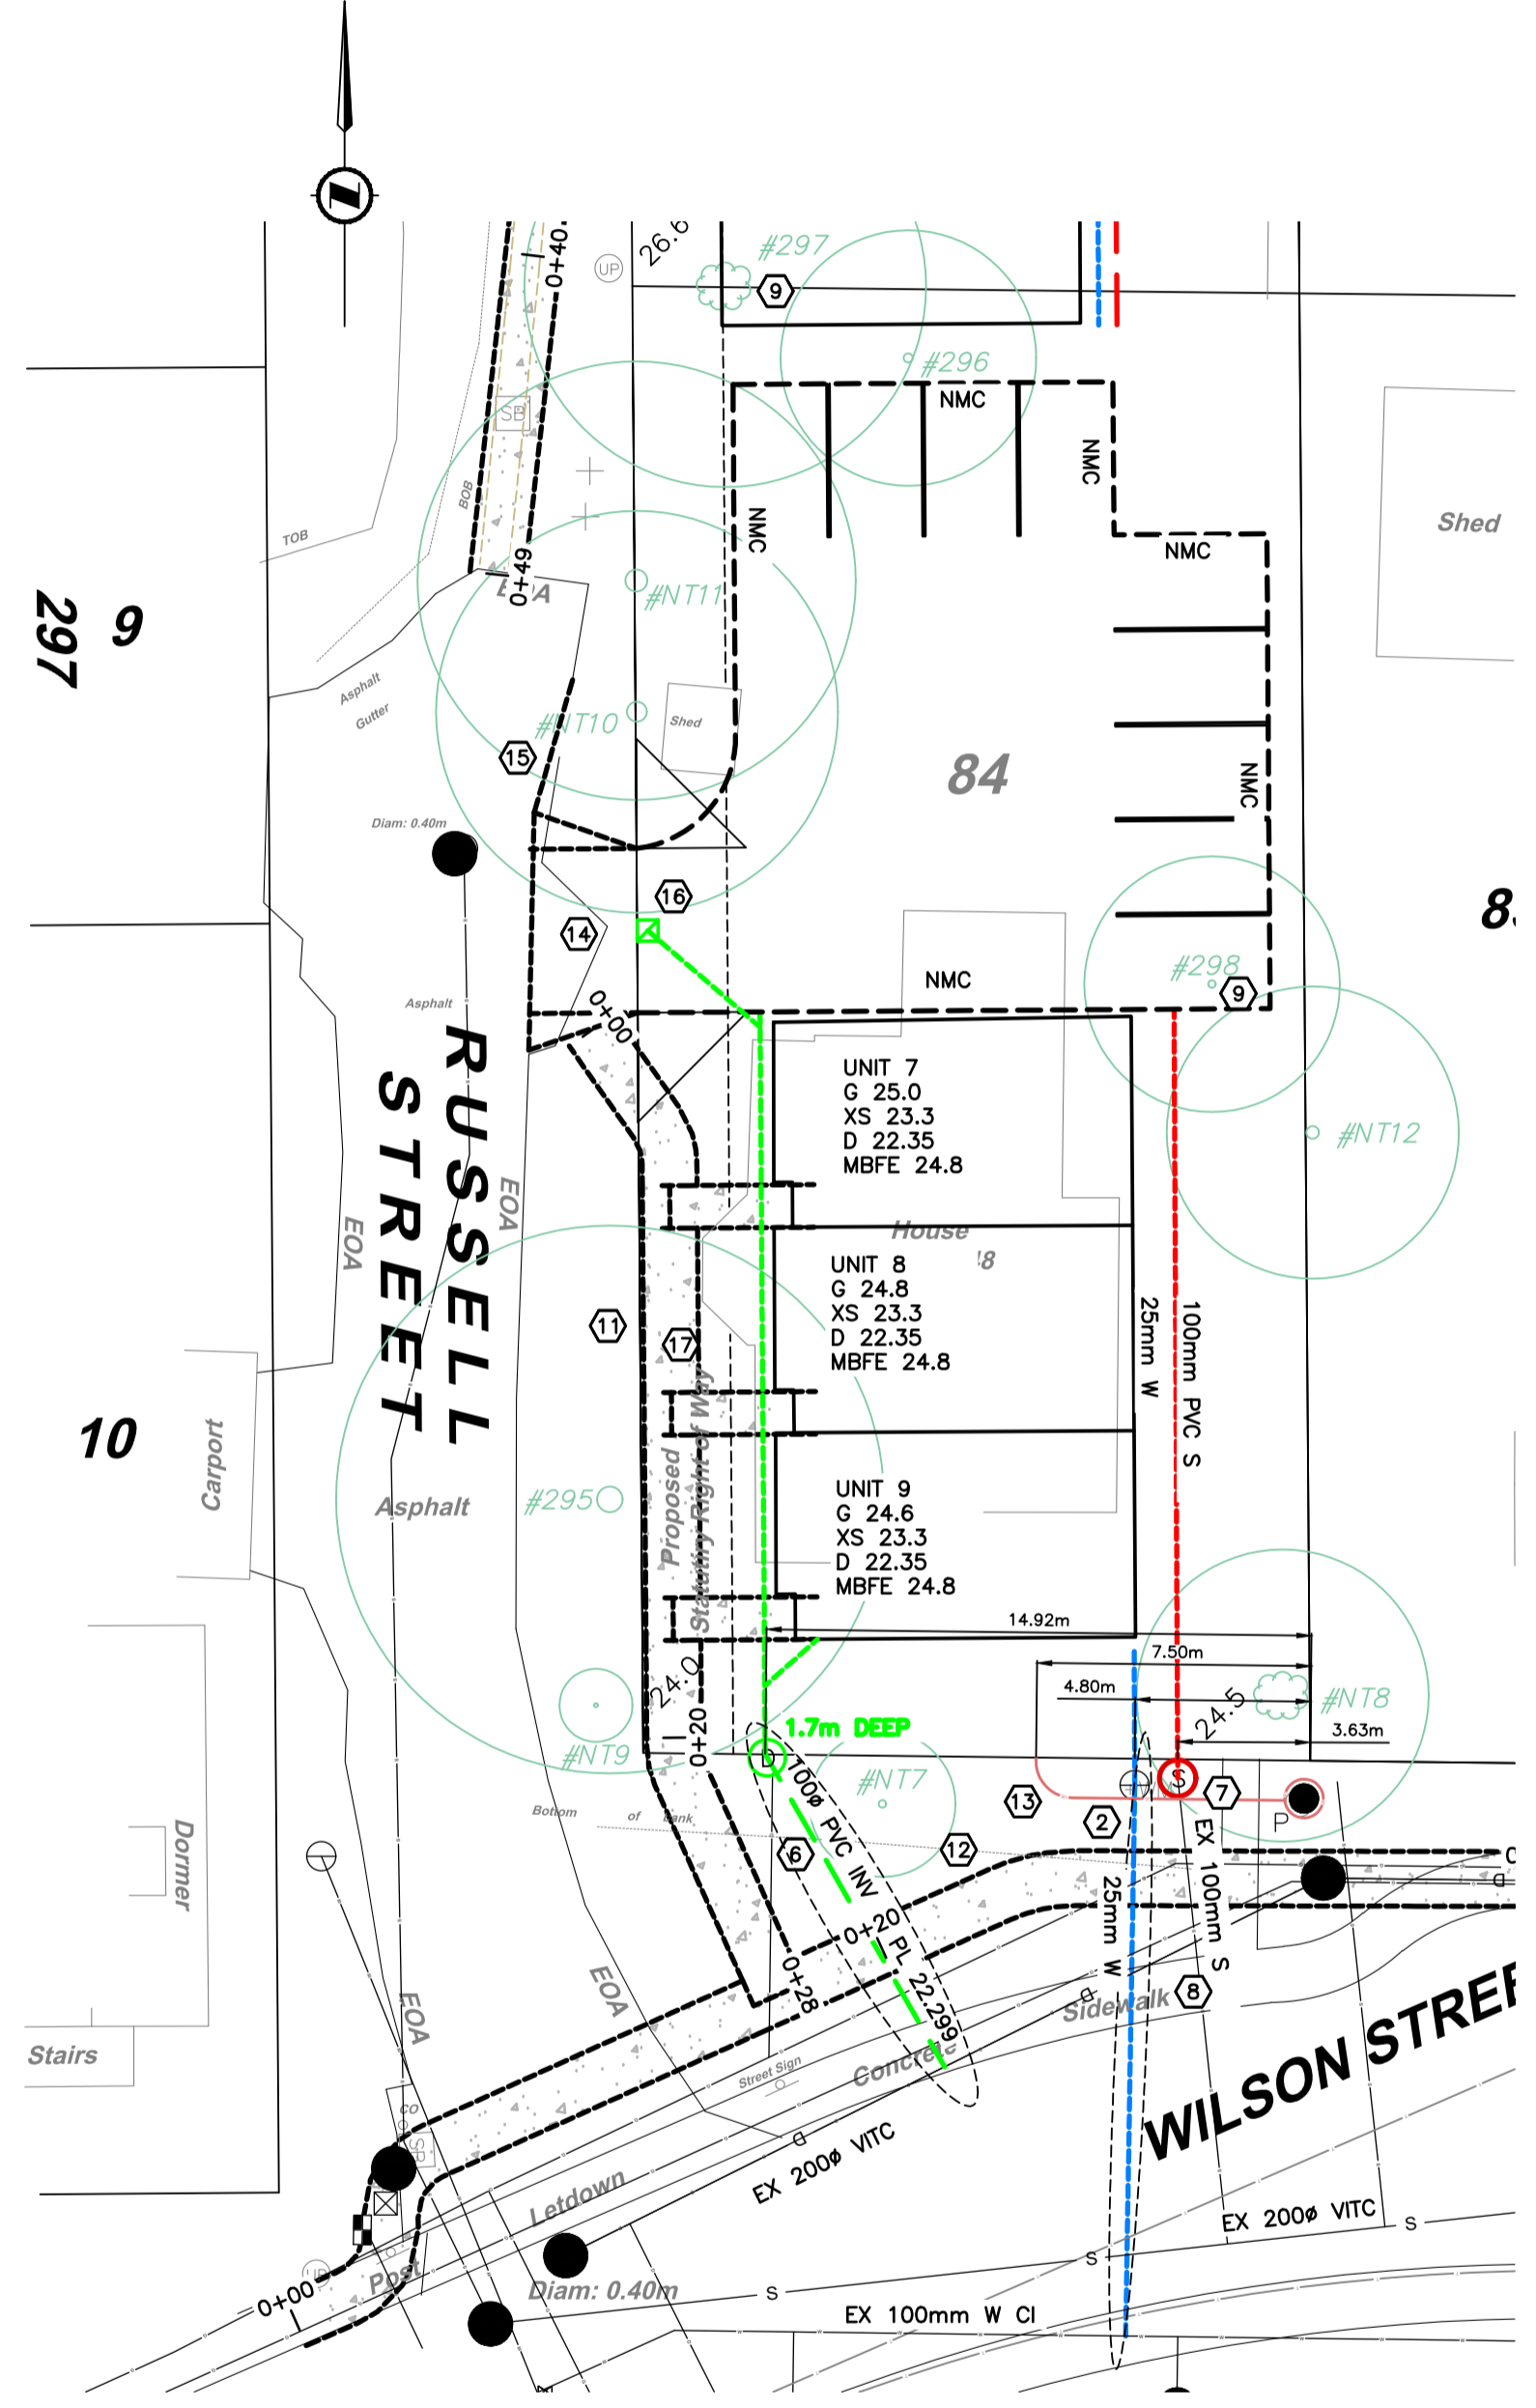 0+40
UP
26.6
#297
9
#296
NMC
NMC
SB
BOB
NMC
TOB
NMC
Shed
0+49
#NT11
9
297
Asphalt
Gutter
#NT10
Shed
15
84
NMC
Diam: 0.40m
16
14
#298
9
NMC
Asphalt
0+00
RUSSELL
STREET
UNIT 7
G 25.0
XS 23.3
D 22.35
MBFE 24.8
#NT12
EOA
EOA
House
UNIT 8
G 24.8
XS 23.3
D 22.35
MBFE 24.8
11
17
25mm W
100mm PVC S
10
Carport
Asphalt
#295
Proposed
Statutory Right of Way
UNIT 9
G 24.6
XS 23.3
D 22.35
MBFE 24.8
14.92m
7.50m
4.80m
24.0
24.5
#NT8
3.63m
0+20
1.7m DEEP
#NT9
D
100ø PVC INV
PL 22.299
#NT7
S
7
13
2
P
Bottom of Bank
6
12
EX 100mm S
25mm W
Dormer
D
0+20
0+28
EOA
EOA
8
D
Sidewalk
Concrete
Street Sign
Stairs
WILSON STREE
CO
SB
D
EX 200ø VITC
Letdown
EX 200ø VITC
S
S
UP
Post
0+00
Diam: 0.40m
S
EX 100mm W CI